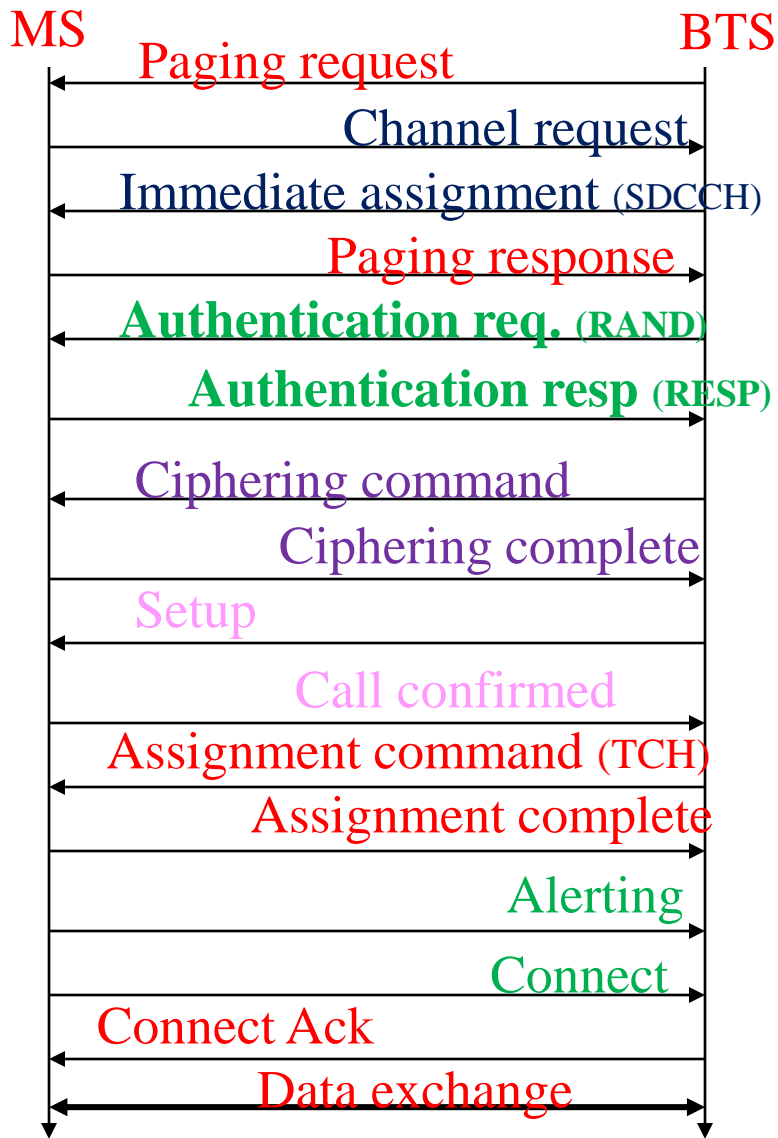 MS BTS
Paging request
Channel request
Immediate assignment (SDCCH)
Paging response
Authentication req. (RAND)
Authentication resp (RESP)
Ciphering command
Ciphering complete
Setup
Call confirmed
Assignment command (TCH)
Assignment complete
Alerting
Connect
Connect Ack
Data exchange